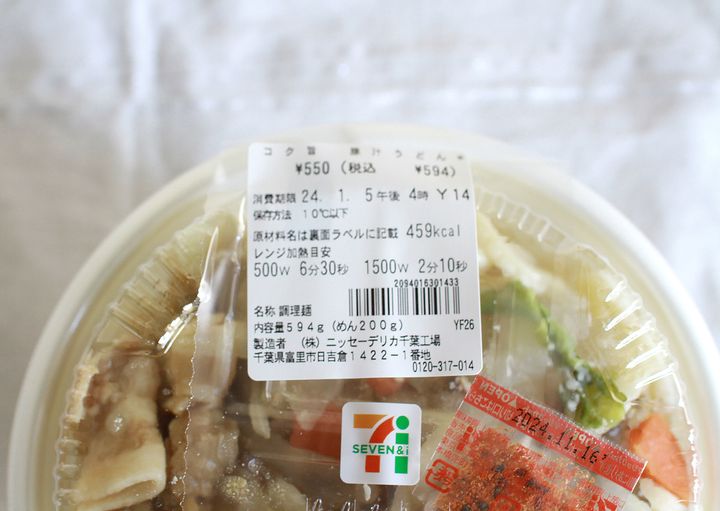 コク旨 豚汁うどん
¥550(税込 ¥594)
消費期限 24. 1. 5午後 4時 Y14
保存方法 10℃以下
原材料名は裏面ラベルに記載 459kcal
レンジ加熱目安
500W 6分30秒 1500W 2分10秒
2094016301433
名称 調理麺
内容量594g(めん200g) YF26
製造者 (株)ニッセーデリカ千葉工場
千葉県富里市日吉倉1422-1番地
0120-317-014
7
SEVEN&i
OPEN
2024.11.16